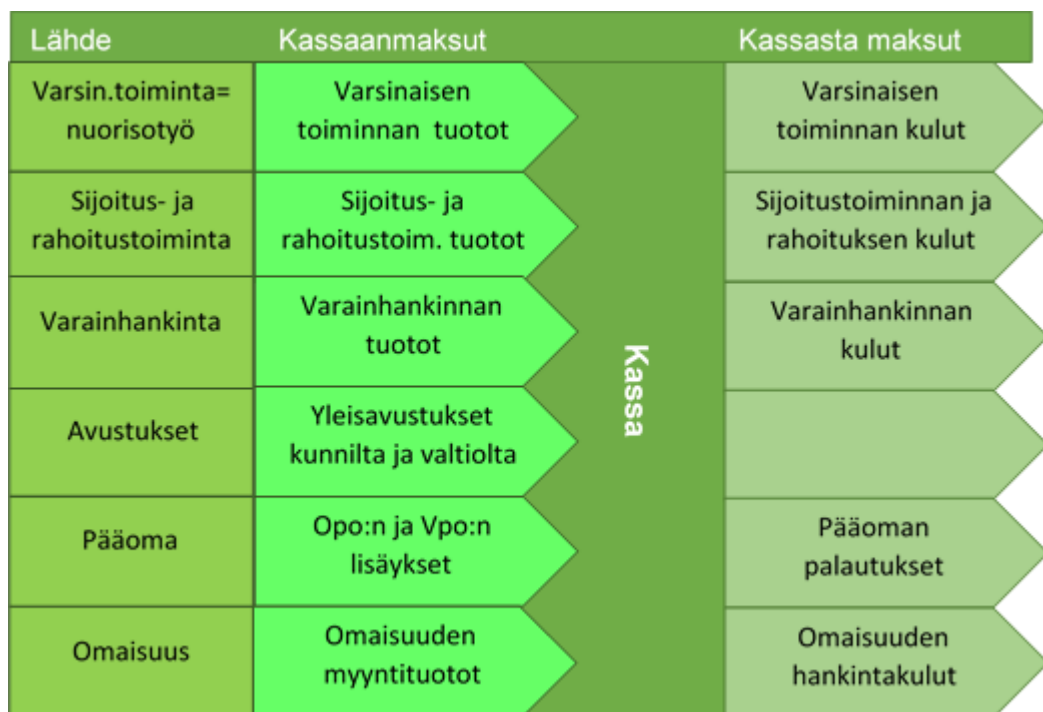 Lähde Kassaanmaksut Kassasta maksut
Varsin.toiminta=
nuorisotyö
Varsinaisen
toiminnan tuotot
Varsinaisen
toiminnan kulut
Sijoitus- ja
rahoitustoiminta
Sijoitus- ja
rahoitustoim. tuotot
Sijoitustoiminnan ja
rahoituksen kulut
Varainhankinta
Varainhankinnan
tuotot
Varainhankinnan
kulut
Kassa
Avustukset
Yleisavustukset
kunnilta ja valtiolta
Pääoma
Opo:n ja Vpo:n
lisäykset
Pääoman
palautukset
Omaisuus
Omaisuuden
myyntituotot
Omaisuuden
hankintakulut